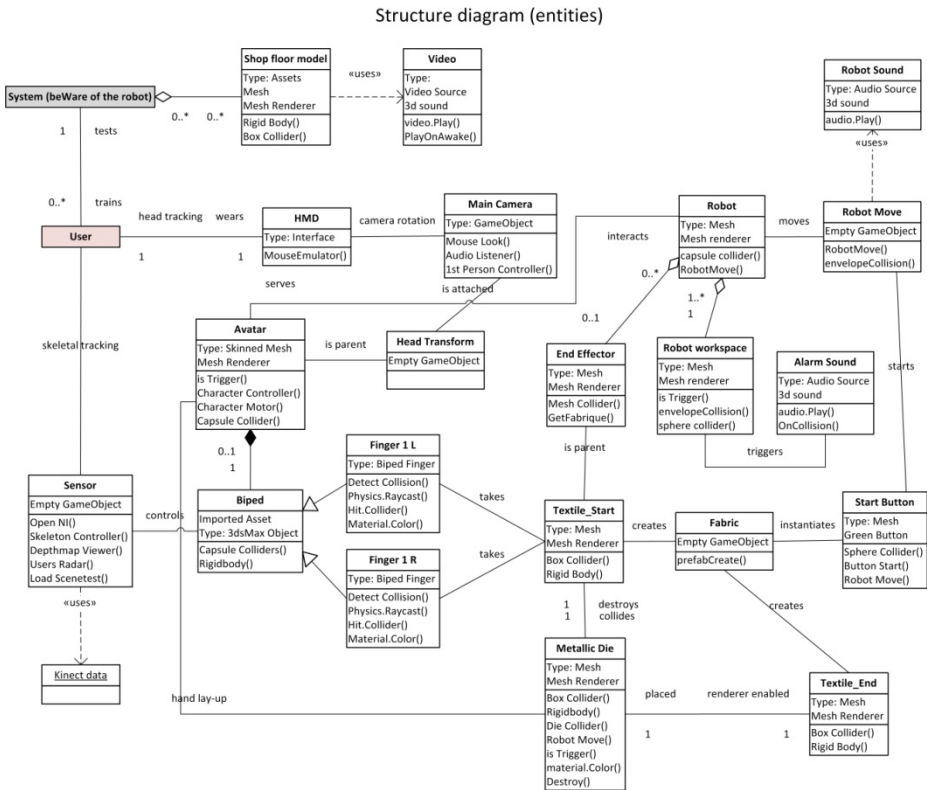 Structure diagram (entities)
Shop floor model
Type: Assets
Mesh
Mesh Renderer
Rigid Body()
Box Collider()
«uses»
Video
Type:
Video Source
3d sound
video.Play()
PlayOnAwake()
Robot Sound
Type: Audio Source
3d sound
audio.Play()
«uses»
System (beWare of the robot)
0..*
0..*
1
tests
0..*
trains
User
head tracking
wears
1
1
HMD
Type: Interface
MouseEmulator()
serves
camera rotation
Main Camera
Type: GameObject
Mouse Look()
Audio Listener()
1st Person Controller()
is attached
interacts
Robot
Type: Mesh
Mesh renderer
capsule collider()
RobotMove()
moves
Robot Move
Empty GameObject
RobotMove()
envelopeCollision()
0..*
0..1
1..*
1
skeletal tracking
Avatar
Type: Skinned Mesh
Mesh Renderer
is Trigger()
Character Controller()
Character Motor()
Capsule Collider()
is parent
Head Transform
Empty GameObject
End Effector
Type: Mesh
Mesh Renderer
Mesh Collider()
GetFabrique()
is parent
Robot workspace
Type: Mesh
Mesh renderer
is Trigger()
envelopeCollision()
sphere collider()
Alarm Sound
Type: Audio Source
3d sound
audio.Play()
OnCollision()
triggers
starts
0..1
1
Sensor
Empty GameObject
Open NI()
Skeleton Controller()
Depthmap Viewer()
Users Radar()
Load Scenetest()
«uses»
Kinect data
controls
Biped
Imported Asset
Type: 3dsMax Object
Capsule Colliders()
Rigidbody()
Finger 1 L
Type: Biped Finger
Detect Collision()
Physics.Raycast()
Hit.Collider()
Material.Color()
takes
Finger 1 R
Type: Biped Finger
Detect Collision()
Physics.Raycast()
Hit.Collider()
Material.Color()
takes
Textile_Start
Type: Mesh
Mesh Renderer
Box Collider()
Rigid Body()
creates
Fabric
Empty GameObject
prefabCreate()
instantiates
Start Button
Type: Mesh
Green Button
Sphere Collider()
Button Start()
Robot Move()
creates
1
destroys
1
collides
hand lay-up
Metallic Die
Type: Mesh
Mesh Renderer
Box Collider()
Rigidbody()
Die Collider()
Robot Move()
is Trigger()
material.Color()
Destroy()
placed
renderer enabled
1
1
Textile_End
Type: Mesh
Mesh Renderer
Box Collider()
Rigid Body()